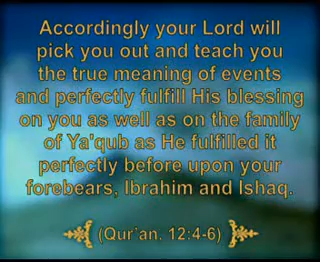 Accordingly your Lord will
pick you out and teach you
the true meaning of events
and perfectly fulfill His blessing
on you as well as on the family
of Ya'qub as He fulfilled it
perfectly before upon your
forebears, Ibrahim and Ishaq.
(Qur'an, 12:4-6)